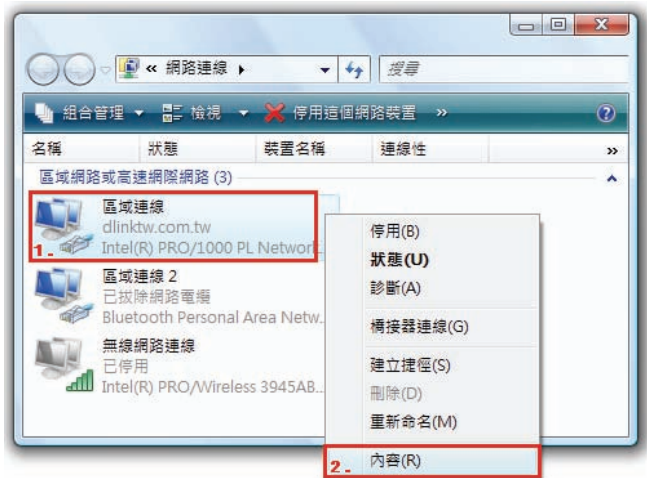 « 網路連線
搜尋
組合管理 檢視 停用這個網路裝置 »
名稱 狀態 裝置名稱 連線性 »
區域網路或高速網際網路 (3)
區域連線
dlinktw.com.tw
1. Intel(R) PRO/1000 PL Network...
區域連線 2
已拔除網路電纜
Bluetooth Personal Area Netw...
無線網路連線
已停用
Intel(R) PRO/Wireless 3945AB...
停用(B)
狀態(U)
診斷(A)
橋接器連線(G)
建立捷徑(S)
刪除(D)
重新命名(M)
2. 內容(R)